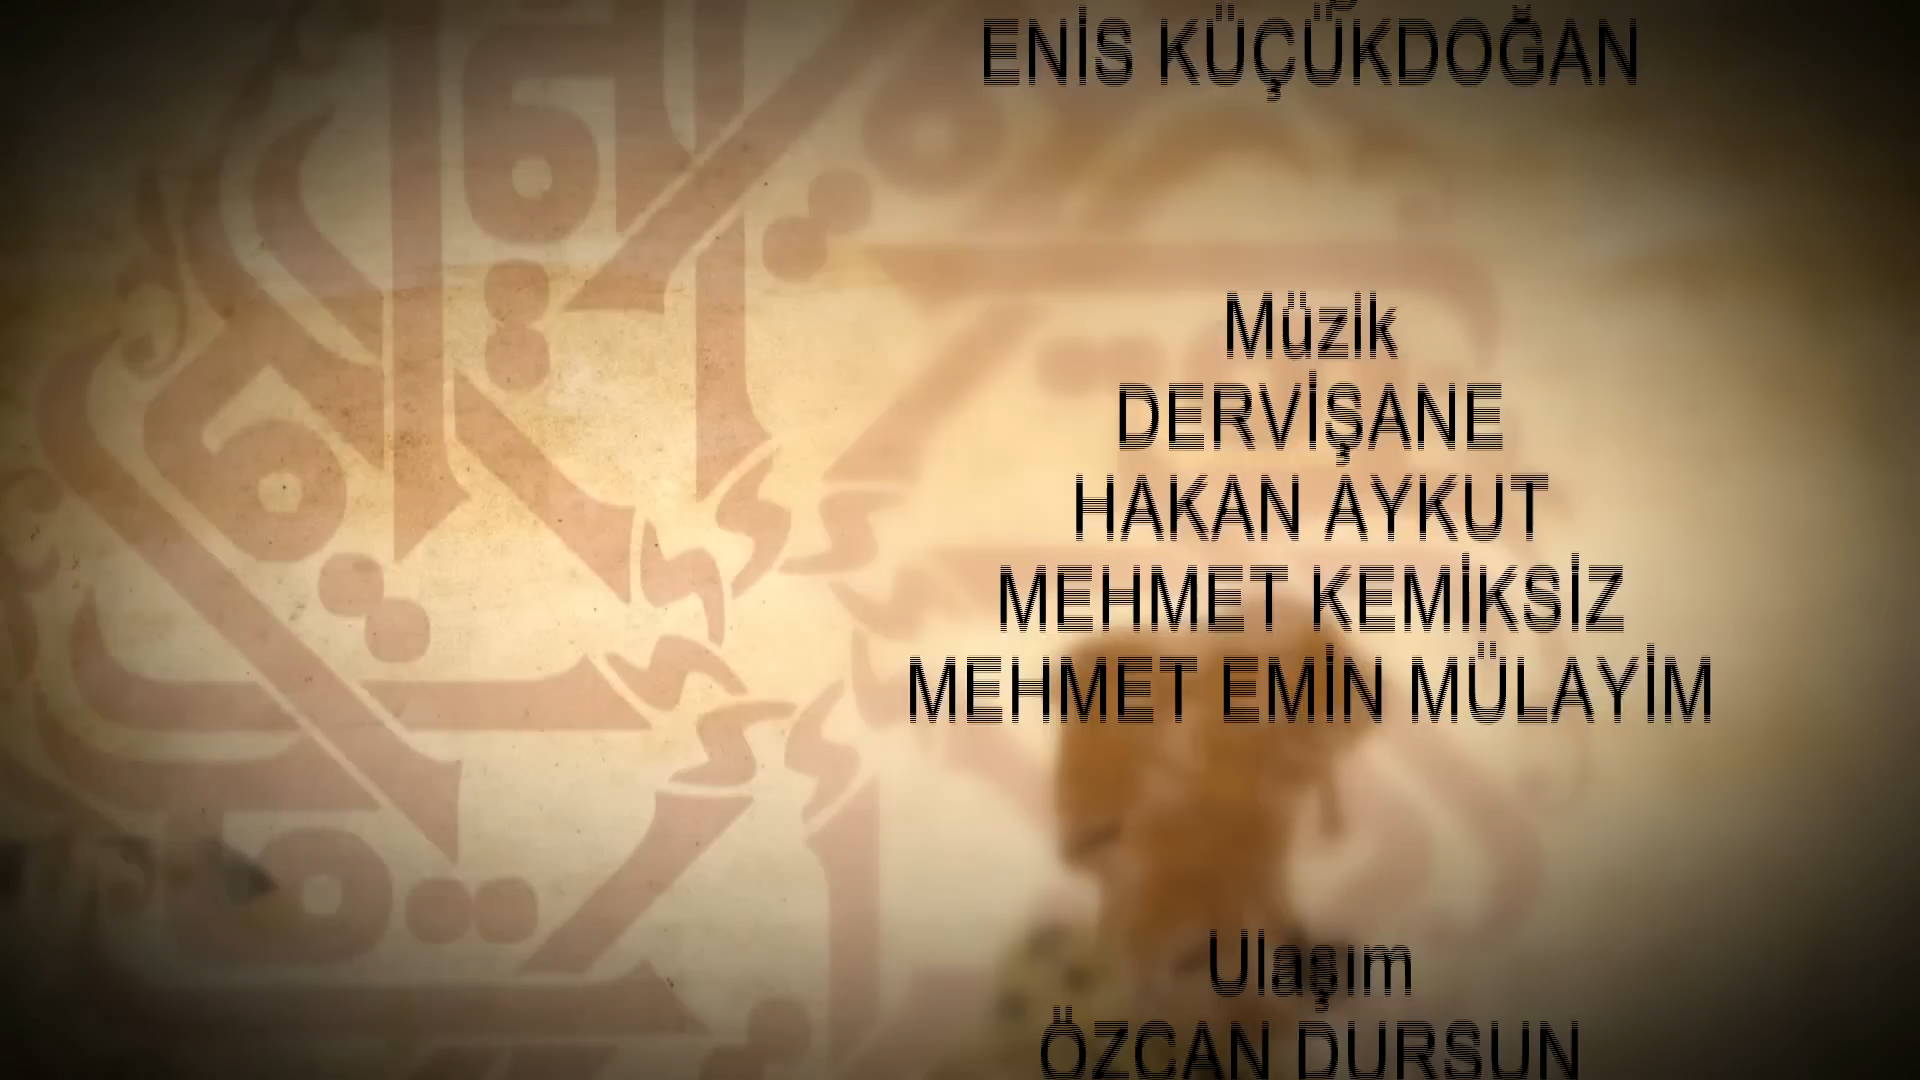 ENİS KÜÇÜKDOĞAN
Müzik
DERVİŞANE
HAKAN AYKUT
MEHMET KEMİKSİZ
MEHMET EMİN MÜLAYİM
Ulaşım
ÖZCAN DURSUN